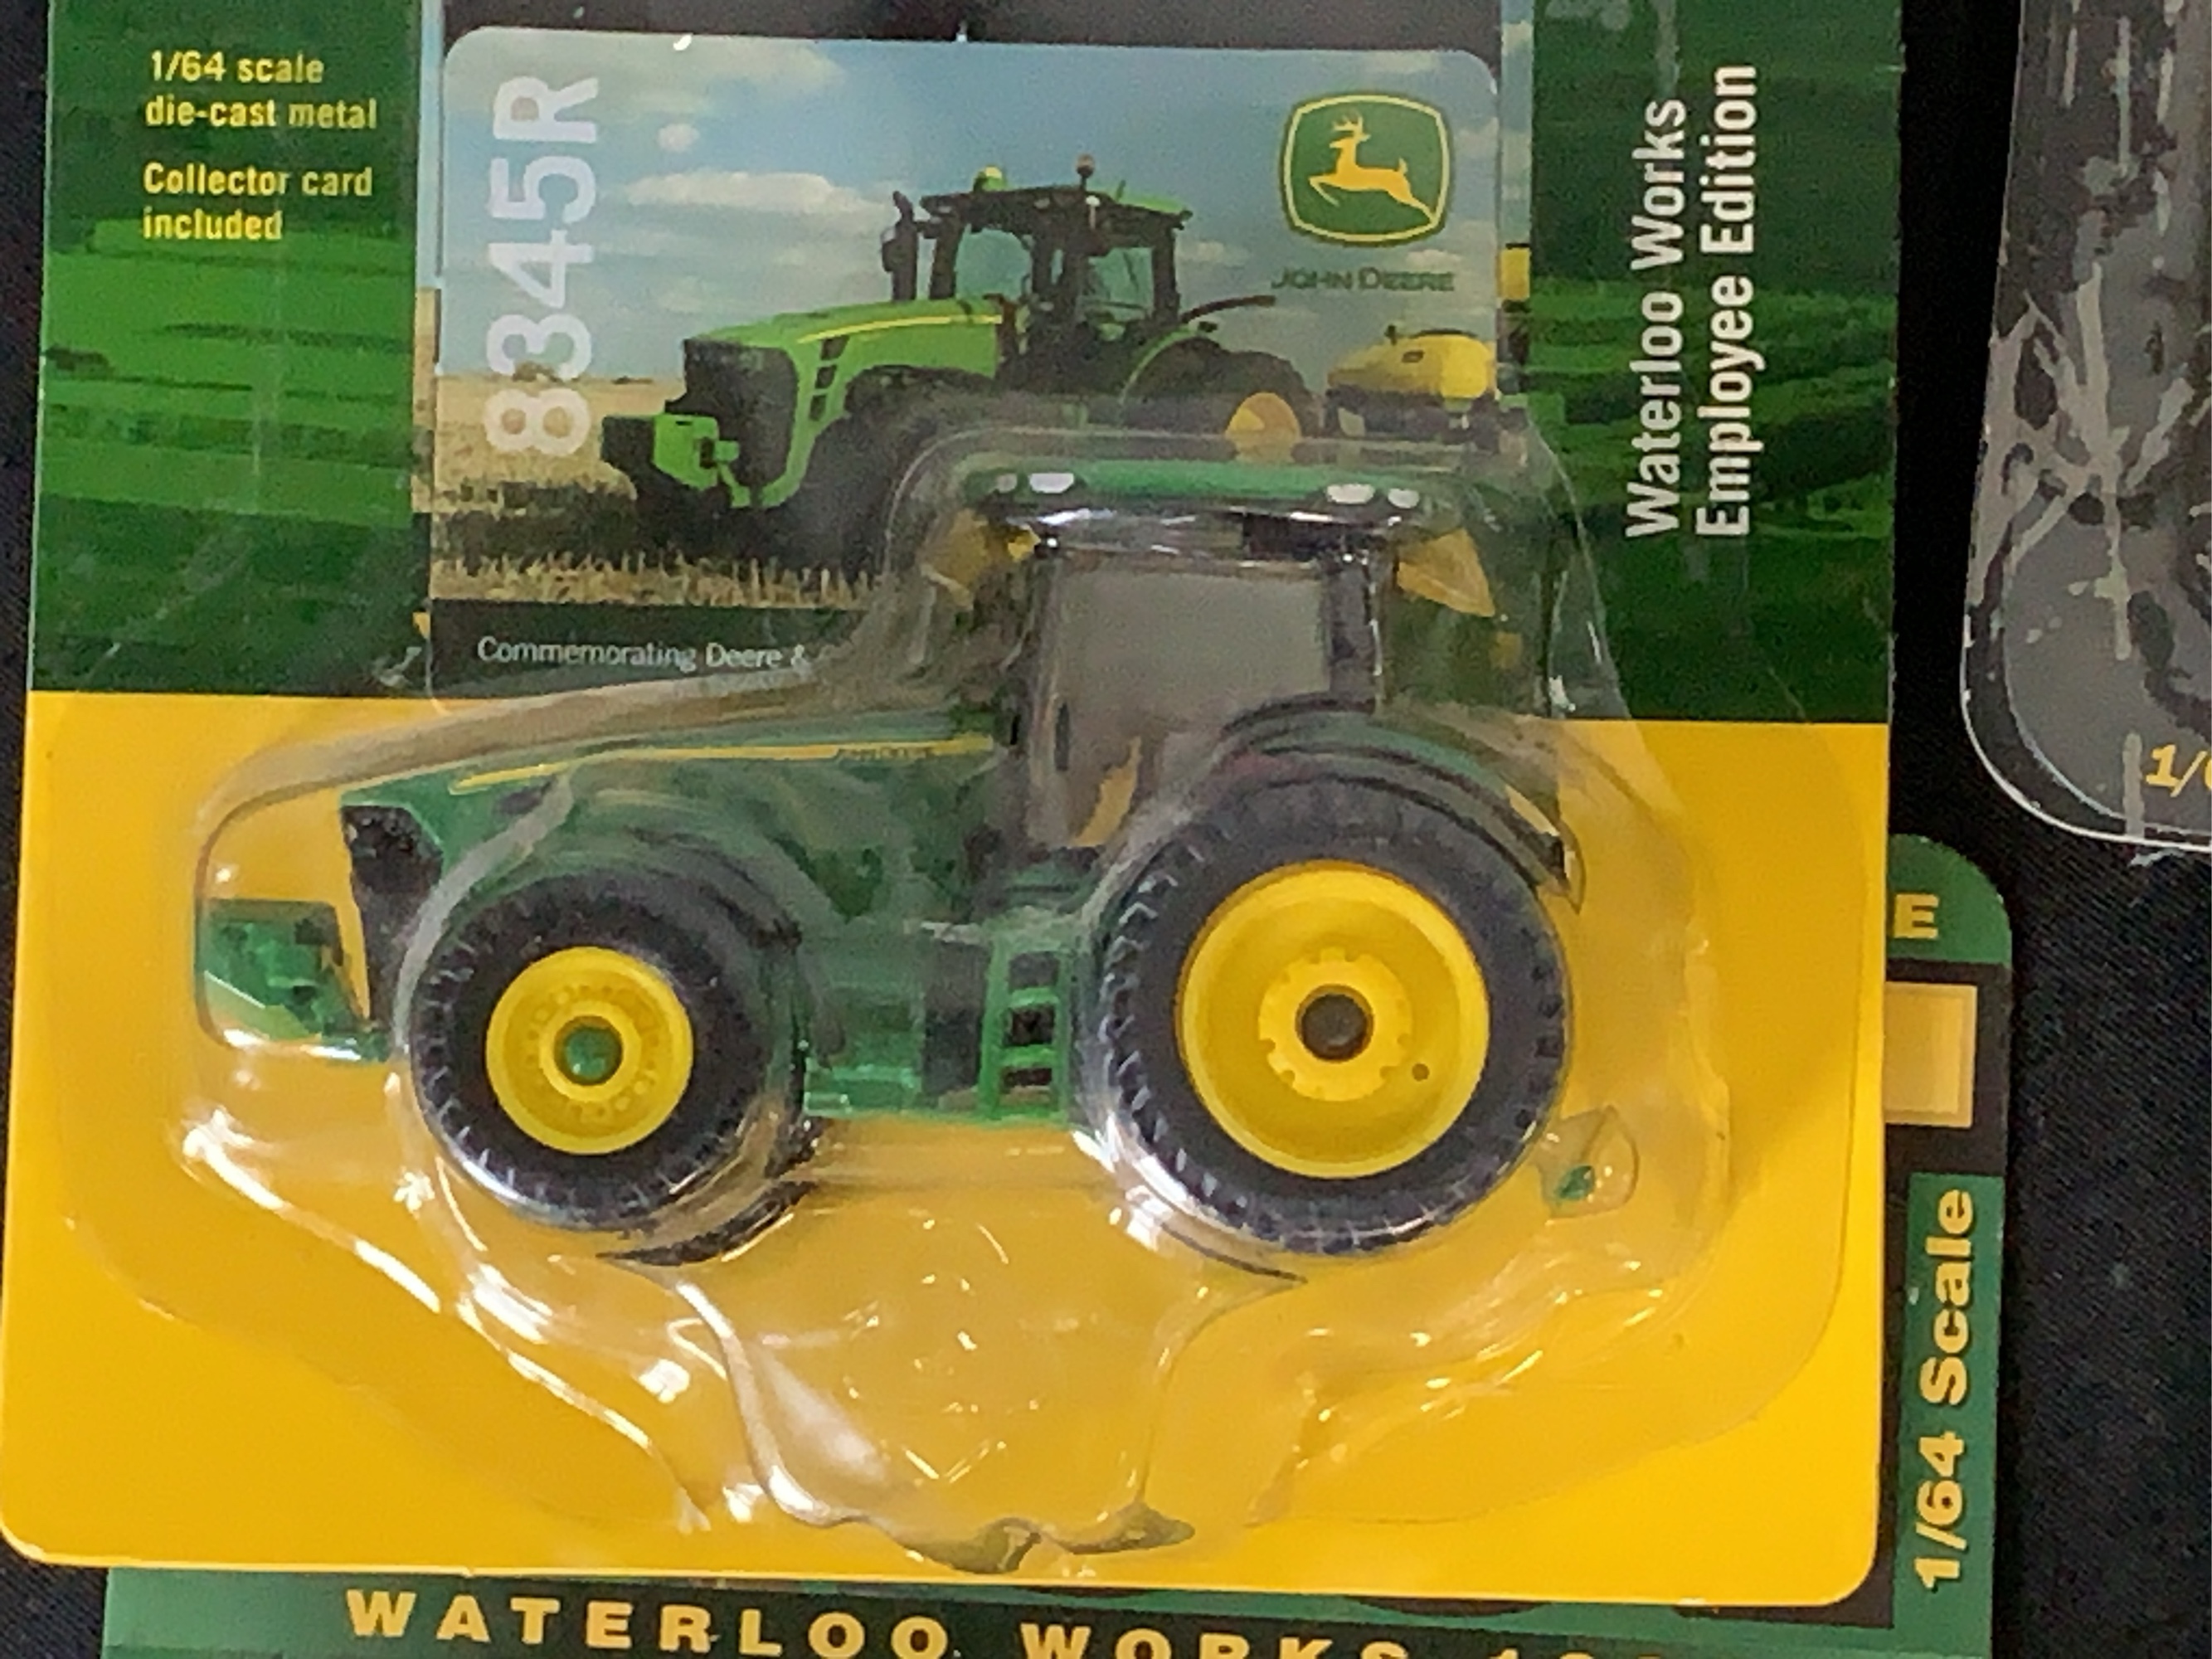 1/64 scale
die-cast metal
Collector card
included
8345R
JOHN DEERE
Waterloo Works
Employee Edition
Commemorating Deere &
E
1/64 Scale
WATERLOO WORKS
1/